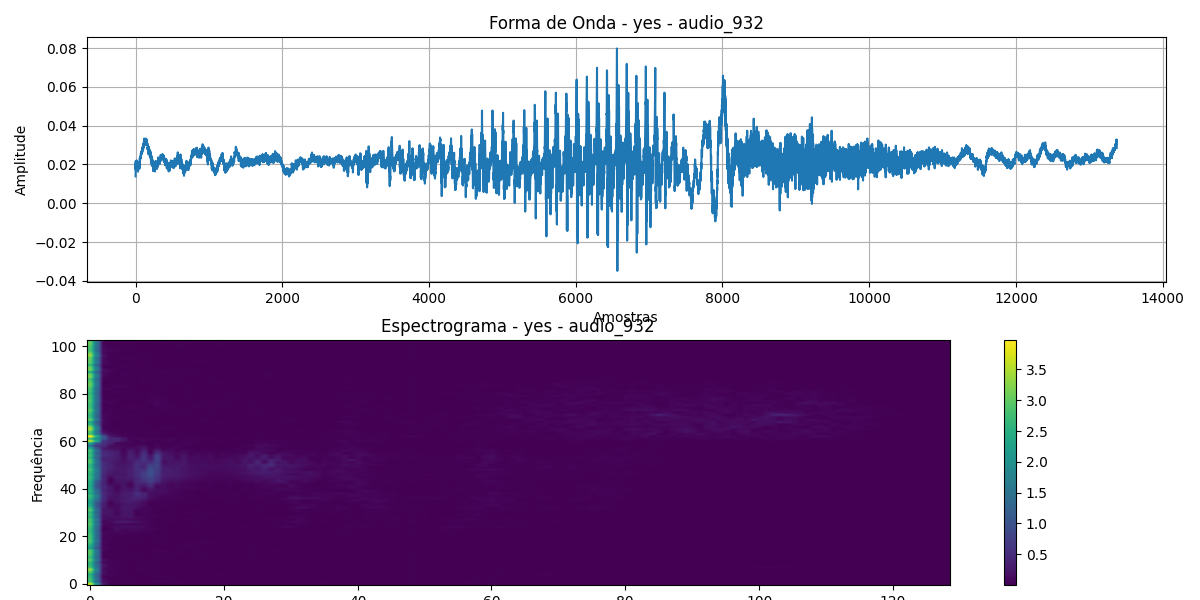 Forma de Onda - yes - audio_932
0.08
0.06
0.04
0.02
0.00
−0.02
−0.04
Amplitude
0 2000 4000 6000 8000 10000 12000 14000
Amostras
Espectrograma - yes - audio_932
100
80
60
40
20
0
Frequência
0 20 40 60 80 100 120
3.5
3.0
2.5
2.0
1.5
1.0
0.5